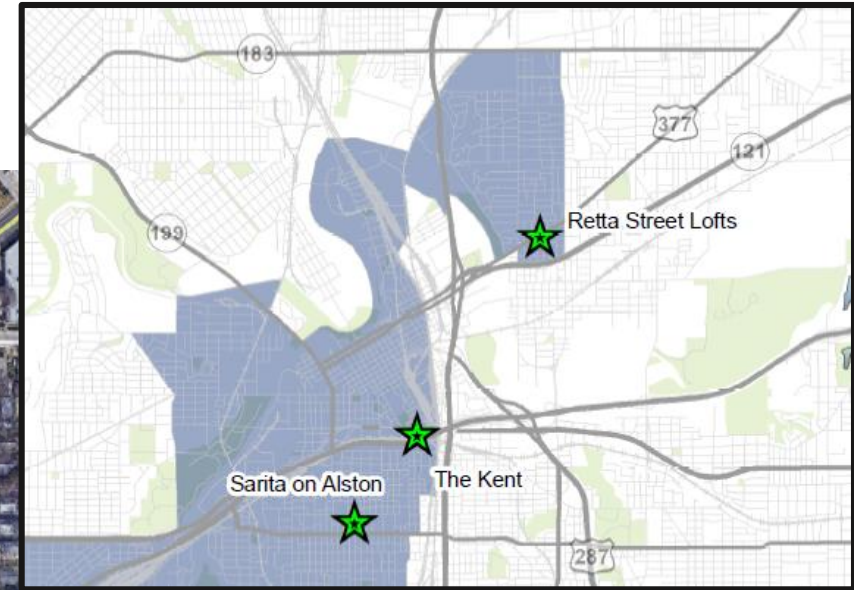 183
377
121
199
Retta Street Lofts
Sarita on Alston
The Kent
287